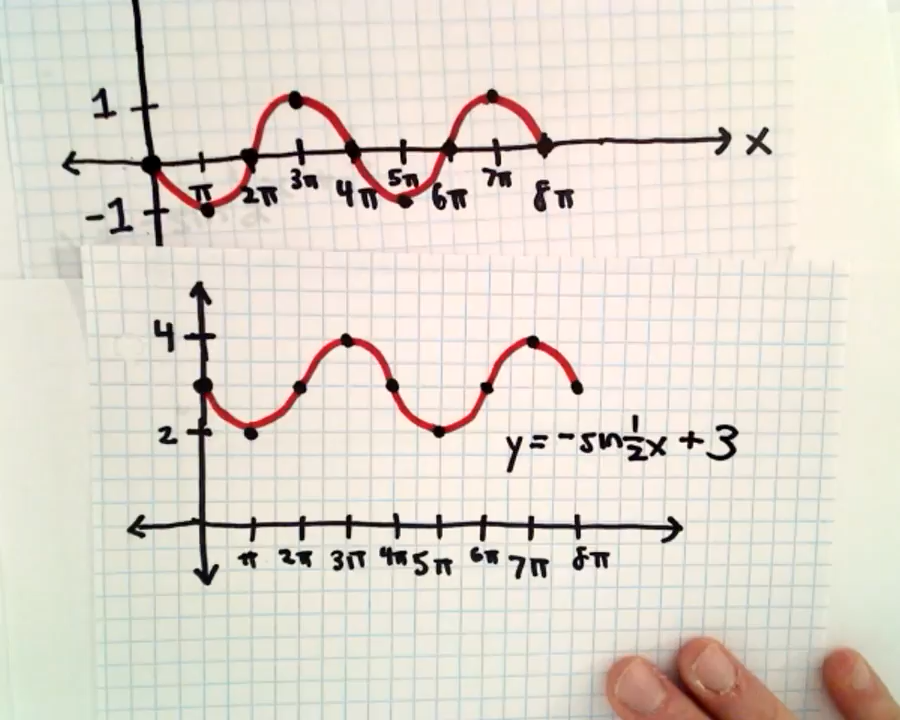 1
x
π 2π 3π 4π 5π 6π 7π 8π
-1
4
2
y = -sin 1/2 x + 3
π 2π 3π 4π 5π 6π 7π 8π